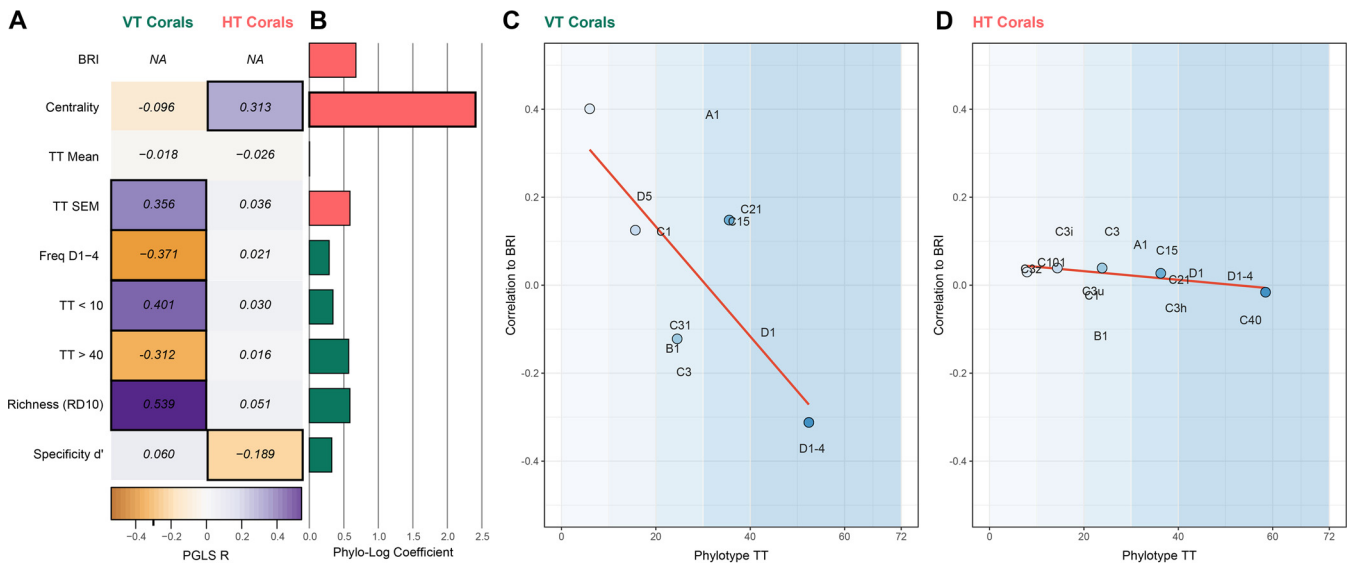 A
VT Corals
HT Corals
BRI
NA
NA
Centrality
-0.096
0.313
TT Mean
−0.018
−0.026
TT SEM
0.356
0.036
Freq D1−4
−0.371
0.021
TT < 10
0.401
0.030
TT > 40
-0.312
0.016
Richness (RD10)
0.539
0.051
Specificity d'
0.060
−0.189
−0.4
−0.2
0
0.2
0.4
PGLS R
B
0.0
0.5
1.0
1.5
2.0
2.5
Phylo-Log Coefficient
C
VT Corals
Correlation to BRI
0.4
0.2
0.0
-0.2
-0.4
A1
D5
C21
C15
C1
C31
D1
B1
C3
D1-4
0
20
40
60
72
Phylotype TT
D
HT Corals
Correlation to BRI
0.4
0.2
0.0
-0.2
-0.4
C3i
C3
A1
C15
C101
C32
D1
D1-4
C21
C3u
C1
C3h
C40
B1
0
20
40
60
72
Phylotype TT